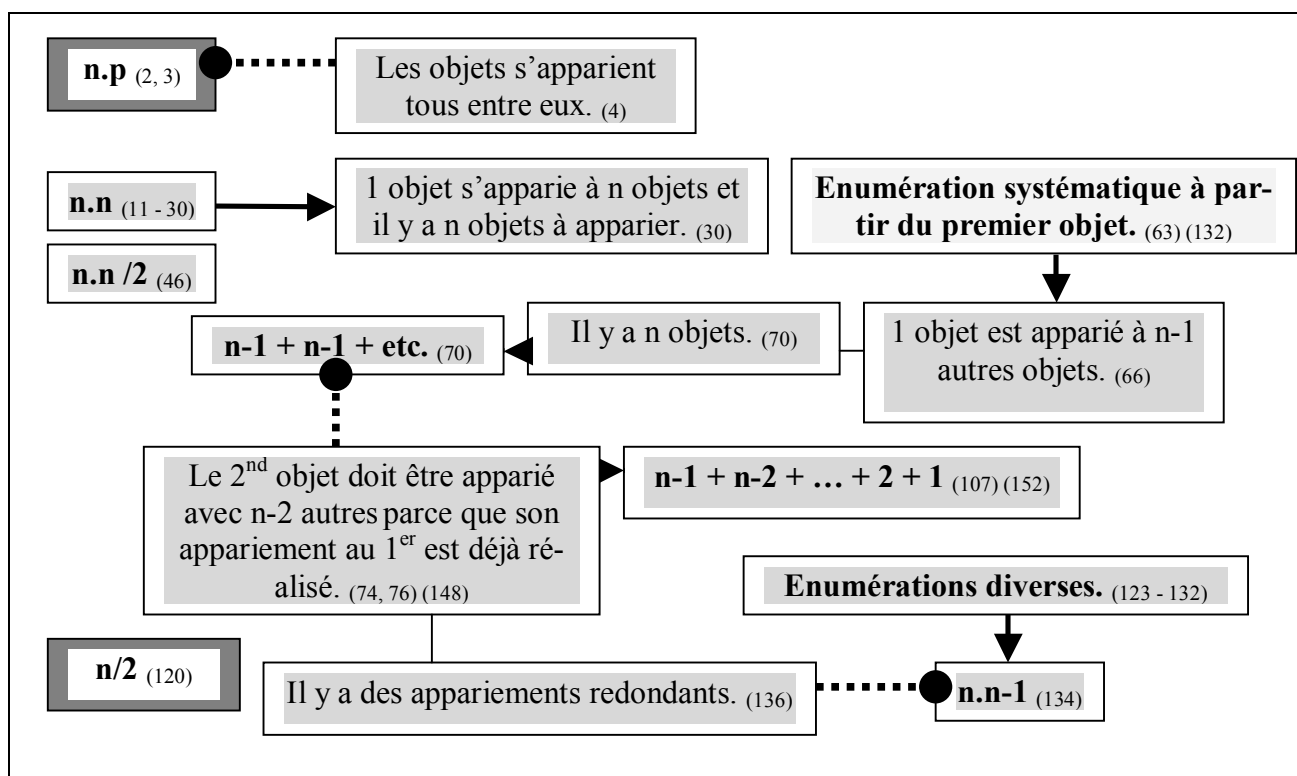 n.p (2, 3)
Les objets s’apparient
tous entre eux. (4)
n.n (11 - 30)
1 objet s’apparie à n objets et
il y a n objets à apparier. (30)
Enumération systématique à par-
tir du premier objet. (63) (132)
n.n /2 (46)
n-1 + n-1 + etc. (70)
Il y a n objets. (70)
1 objet est apparié à n-1
autres objets. (66)
Le 2nd objet doit être apparié
avec n-2 autres parce que son
appariement au 1er est déjà ré-
alisé. (74, 76) (148)
n-1 + n-2 + … + 2 + 1 (107) (152)
Enumérations diverses. (123 - 132)
n/2 (120)
Il y a des appariements redondants. (136)
n.n-1 (134)